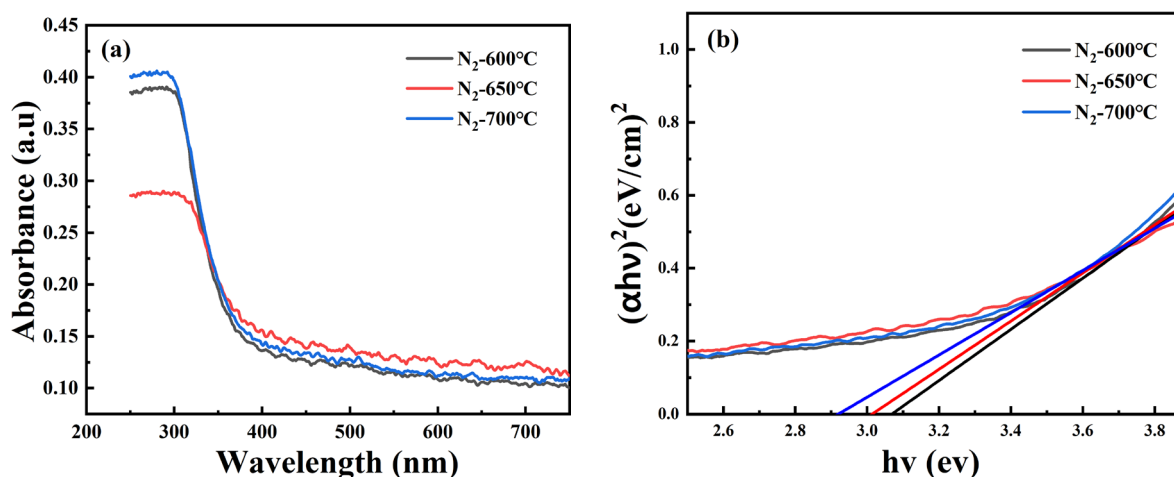 (a)
N₂-600°C
N₂-650°C
N₂-700°C
0.45
0.40
0.35
0.30
0.25
0.20
0.15
0.10
Absorbance (a.u)
200
300
400
500
600
700
Wavelength (nm)
(b)
N₂-600°C
N₂-650°C
N₂-700°C
1.0
0.8
0.6
0.4
0.2
0.0
(αhν)²(eV/cm)²
2.6
2.8
3.0
3.2
3.4
3.6
3.8
hν (ev)